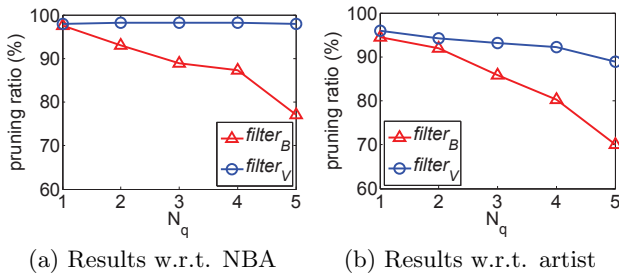 100
90
80
70
60
pruning ratio (%)
filter_B
filter_V
1 2 3 4 5
N_q
(a) Results w.r.t. NBA
100
90
80
70
60
pruning ratio (%)
filter_B
filter_V
1 2 3 4 5
N_q
(b) Results w.r.t. artist